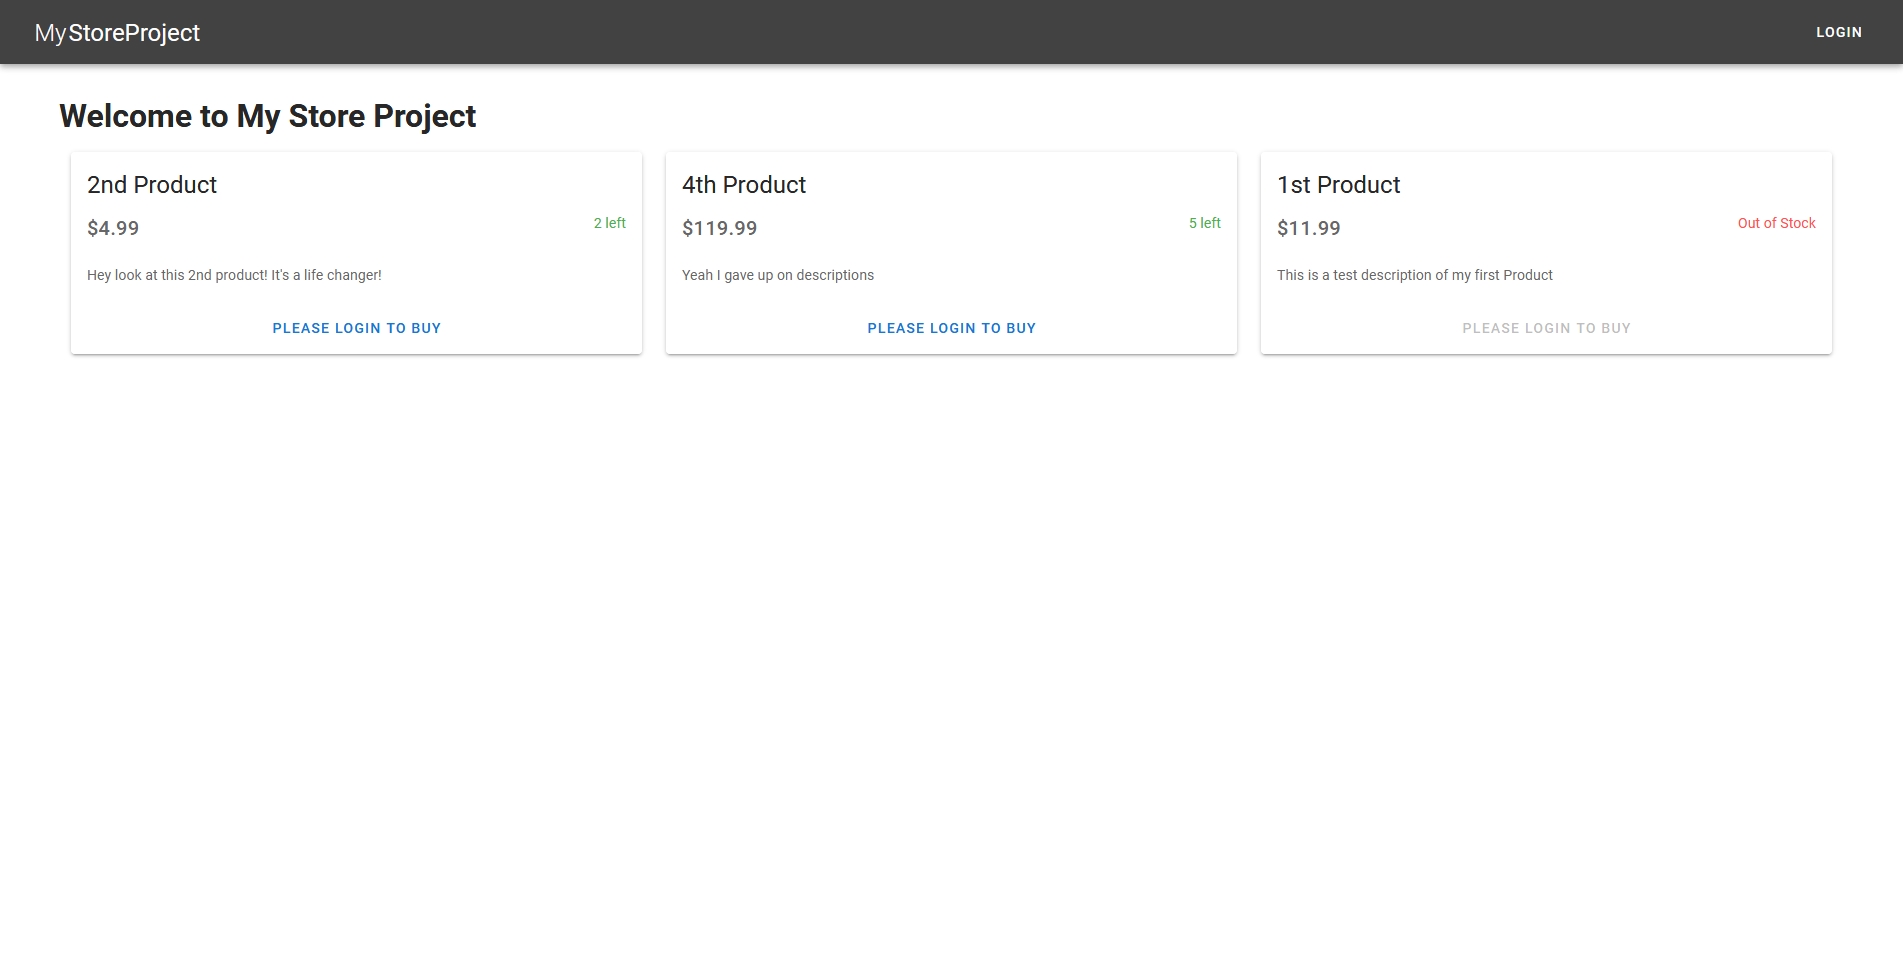 MyStoreProject
LOGIN
Welcome to My Store Project
2nd Product
$4.99
2 left
Hey look at this 2nd product! It's a life changer!
PLEASE LOGIN TO BUY
4th Product
$119.99
5 left
Yeah I gave up on descriptions
PLEASE LOGIN TO BUY
1st Product
$11.99
Out of Stock
This is a test description of my first Product
PLEASE LOGIN TO BUY